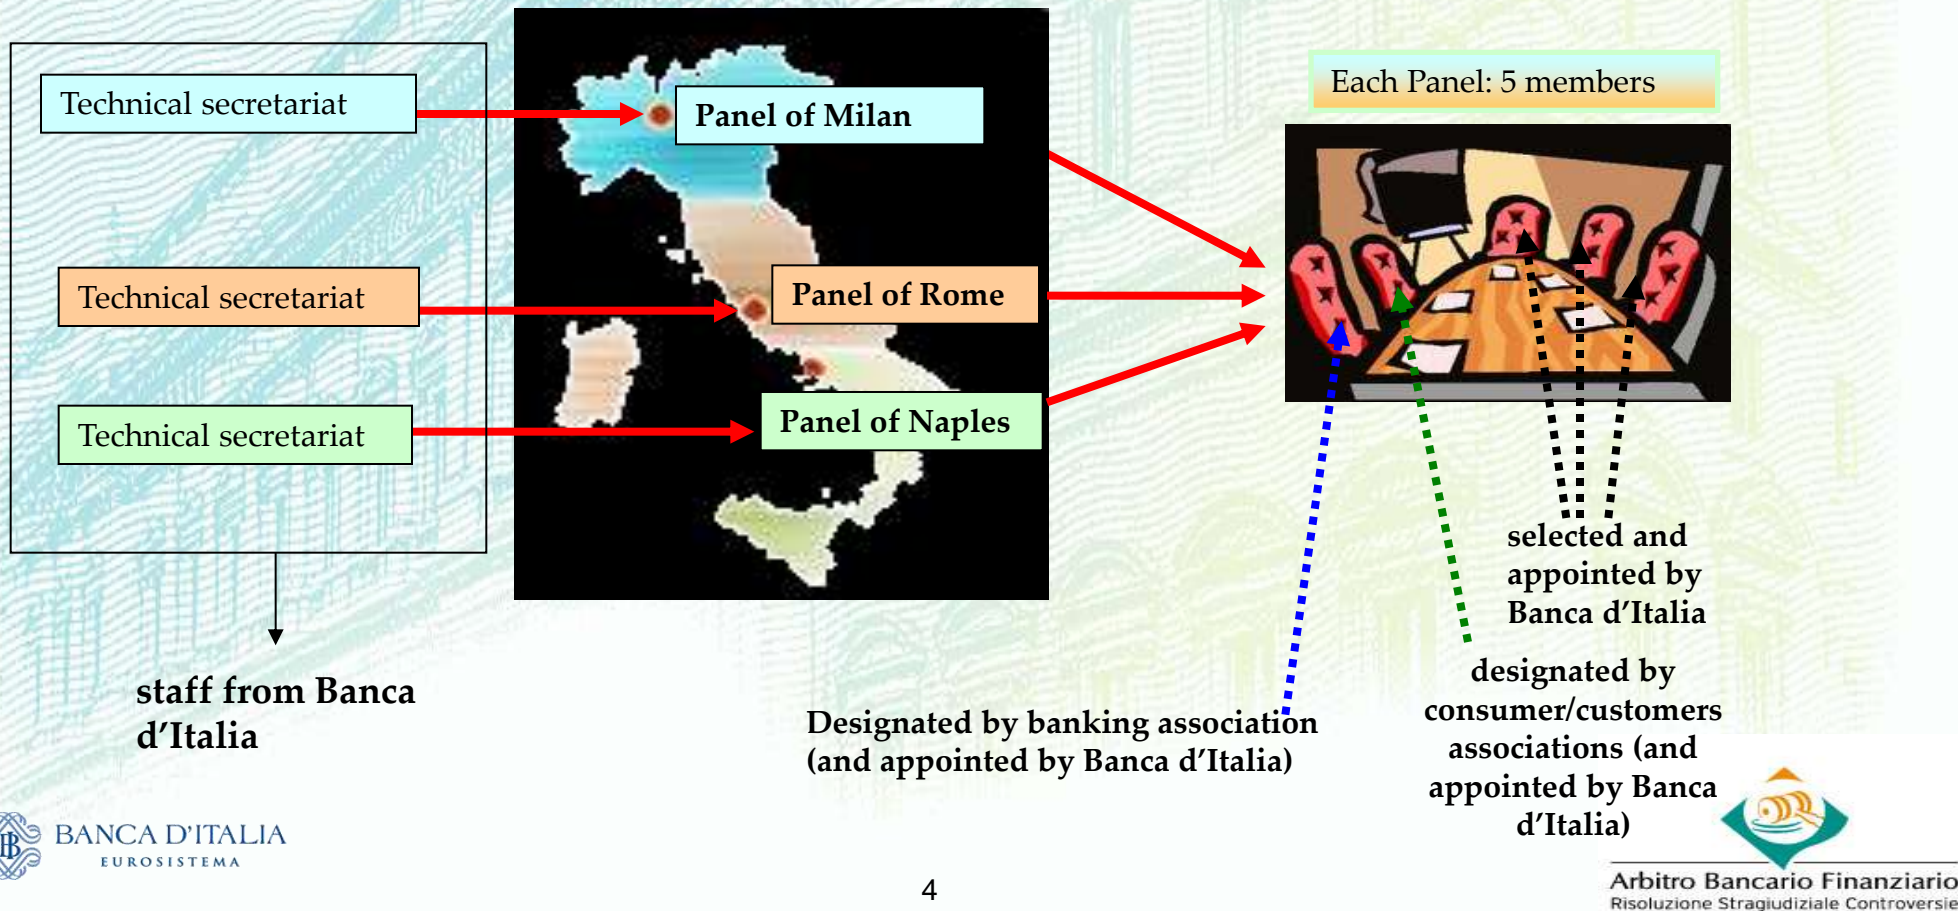 Technical secretariat
Technical secretariat
Technical secretariat
staff from Banca
d’Italia
Panel of Milan
Panel of Rome
Panel of Naples
Each Panel: 5 members
selected and
appointed by
Banca d’Italia
designated by
consumer/customers
associations (and
appointed by Banca
d’Italia)
Designated by banking association
(and appointed by Banca d’Italia)
BANCA D'ITALIA
EUROSISTEMA
4
Arbitro Bancario Finanziario
Risoluzione Stragiudiziale Controversie